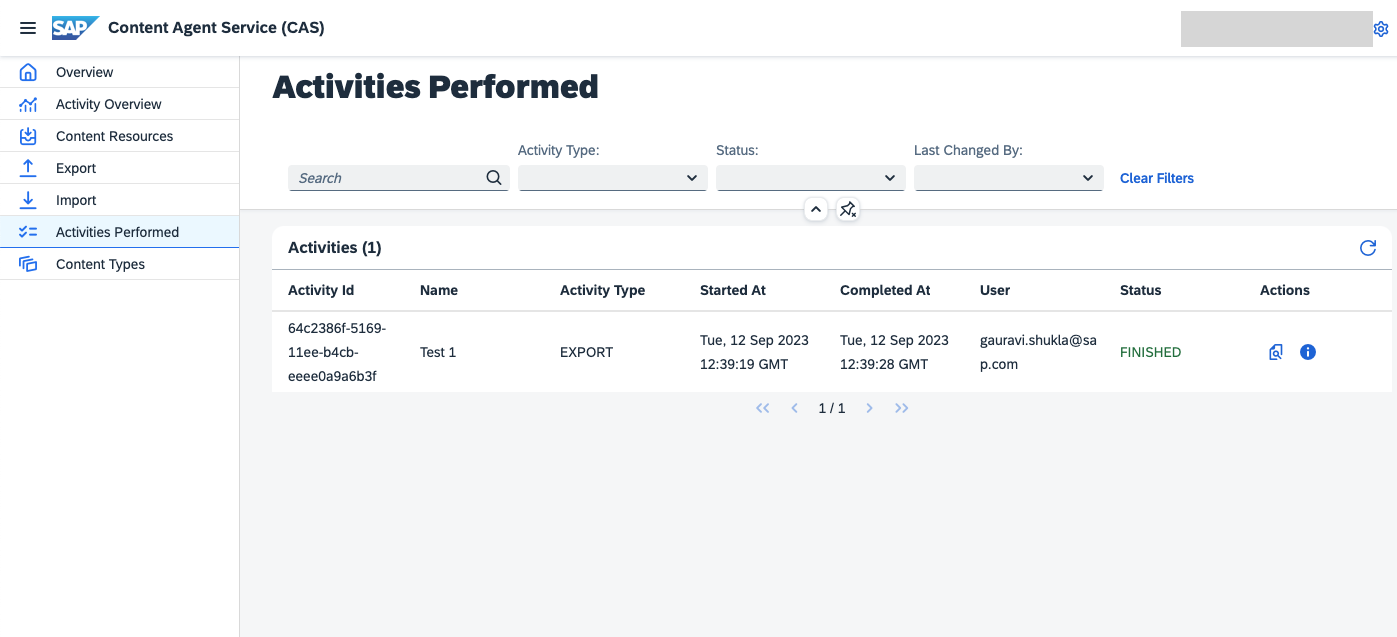 SAP Content Agent Service (CAS)
Overview
Activity Overview
Content Resources
Export
Import
Activities Performed
Content Types
Activities Performed
Search
Activity Type:
Status:
Last Changed By:
Clear Filters
Activities (1)
Activity Id Name Activity Type Started At Completed At User Status Actions
64c2386f-5169-
11ee-b4cb-
eeee0a9a6b3f
Test 1
EXPORT
Tue, 12 Sep 2023
12:39:19 GMT
Tue, 12 Sep 2023
12:39:28 GMT
gauravi.shukla@sa
p.com
FINISHED
1 / 1